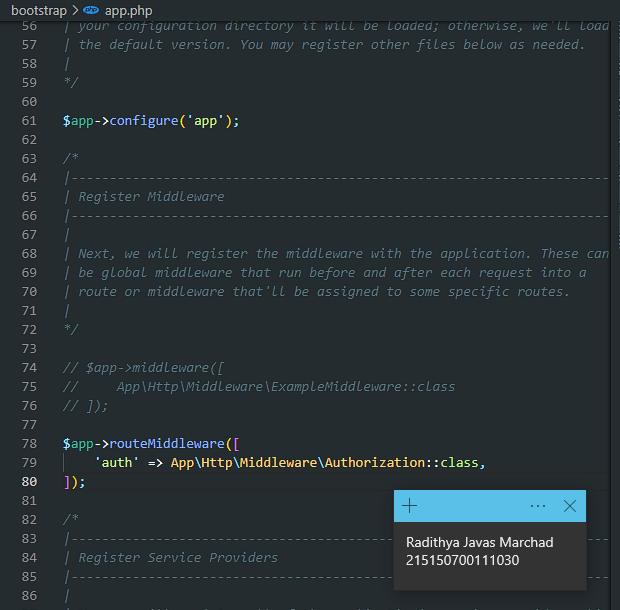 bootstrap > app.php
56 | your configuration directory it will be loaded; otherwise, we'll load
57 | the default version. You may register other files below as needed.
58 |
59 */
60
61 $app->configure('app');
62
63 /*
64 |--------------------------------------------------------------------------
65 | Register Middleware
66 |--------------------------------------------------------------------------
67 |
68 | Next, we will register the middleware with the application. These can
69 | be global middleware that run before and after each request into a
70 | route or middleware that'll be assigned to some specific routes.
71 |
72 */
73
74 // $app->middleware([
75 //     App\Http\Middleware\ExampleMiddleware::class
76 // ]);
77
78 $app->routeMiddleware([
79     'auth' => App\Http\Middleware\Authorization::class,
80 ]);
81
82 /*
83 |--------------------------------------------------------------------------
84 | Register Service Providers
85 |--------------------------------------------------------------------------
86 |
Radithya Javas Marchad
215150700111030